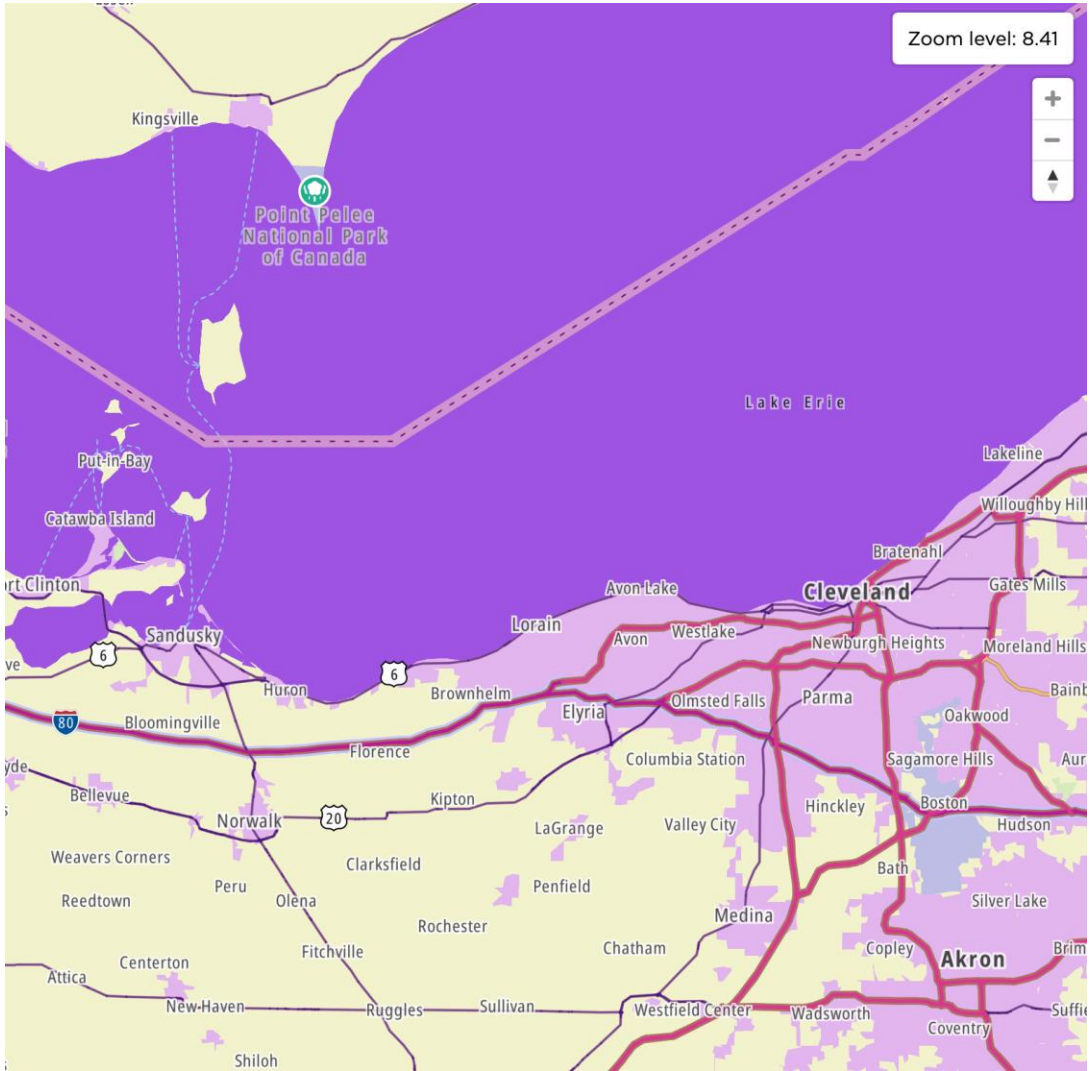 Zoom level: 8.41
Kingsville
Point Pelee
National Park
of Canada
Lake Erie
Put-in-Bay
Lakeline
Willoughby Hill
Catawba Island
Bratenahl
ort Clinton
Avon Lake
Cleveland
Gates Mills
Lorain
Sandusky
Avon
Westlake
Newburgh Heights
Moreland Hills
6
6
Huron
Brownhelm
Olmsted Falls
Parma
Bainb
80
Bloomingville
Elyria
Oakwood
Florence
Columbia Station
Sagamore Hills
Aur
yde
Bellevue
Kipton
Hinckley
Boston
Norwalk
20
LaGrange
Valley City
Hudson
Weavers Corners
Clarksfield
Bath
Peru
Penfield
Reedtown
Olena
Silver Lake
Rochester
Medina
Fitchville
Chatham
Copley
Akron
Brim
Centerton
Attica
New Haven
Ruggles
Sullivan
Westfield Center
Wadsworth
Suffie
Coventry
Shiloh